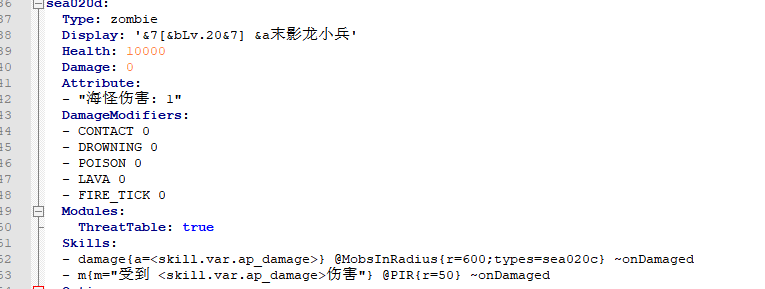 36 sea020d:
37 Type: zombie
38 Display: '&7[&bLv.20&7] &a末影龙小兵'
39 Health: 10000
40 Damage: 0
41 Attribute:
42 - "海怪伤害: 1"
43 DamageModifiers:
44 - CONTACT 0
45 - DROWNING 0
46 - POISON 0
47 - LAVA 0
48 - FIRE_TICK 0
49 Modules:
50 ThreatTable: true
51 Skills:
52 - damage{a=<skill.var.ap_damage>} @MobsInRadius{r=600;types=sea020c} ~onDamaged
53 - m{m="受到 <skill.var.ap_damage>伤害"} @PIR{r=50} ~onDamaged